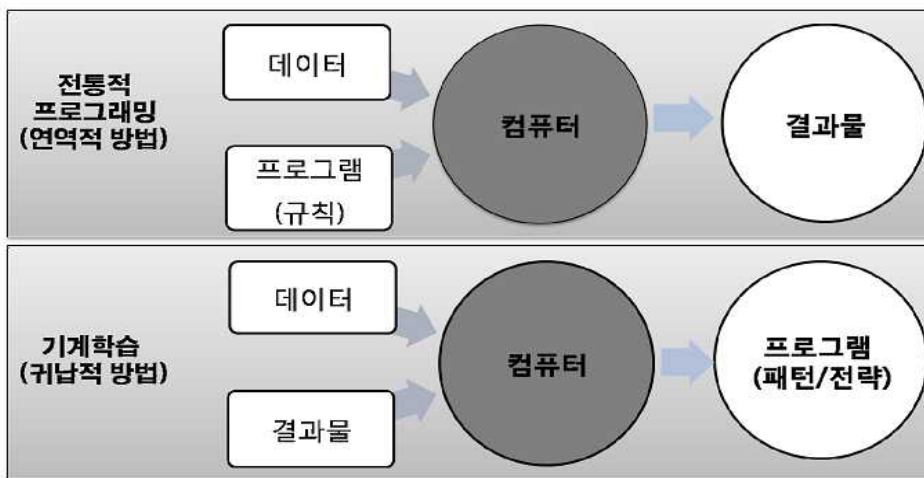 전통적
프로그래밍
(연역적 방법)
데이터
프로그램
(규칙)
컴퓨터
결과물
기계학습
(귀납적 방법)
데이터
결과물
컴퓨터
프로그램
(패턴/전략)